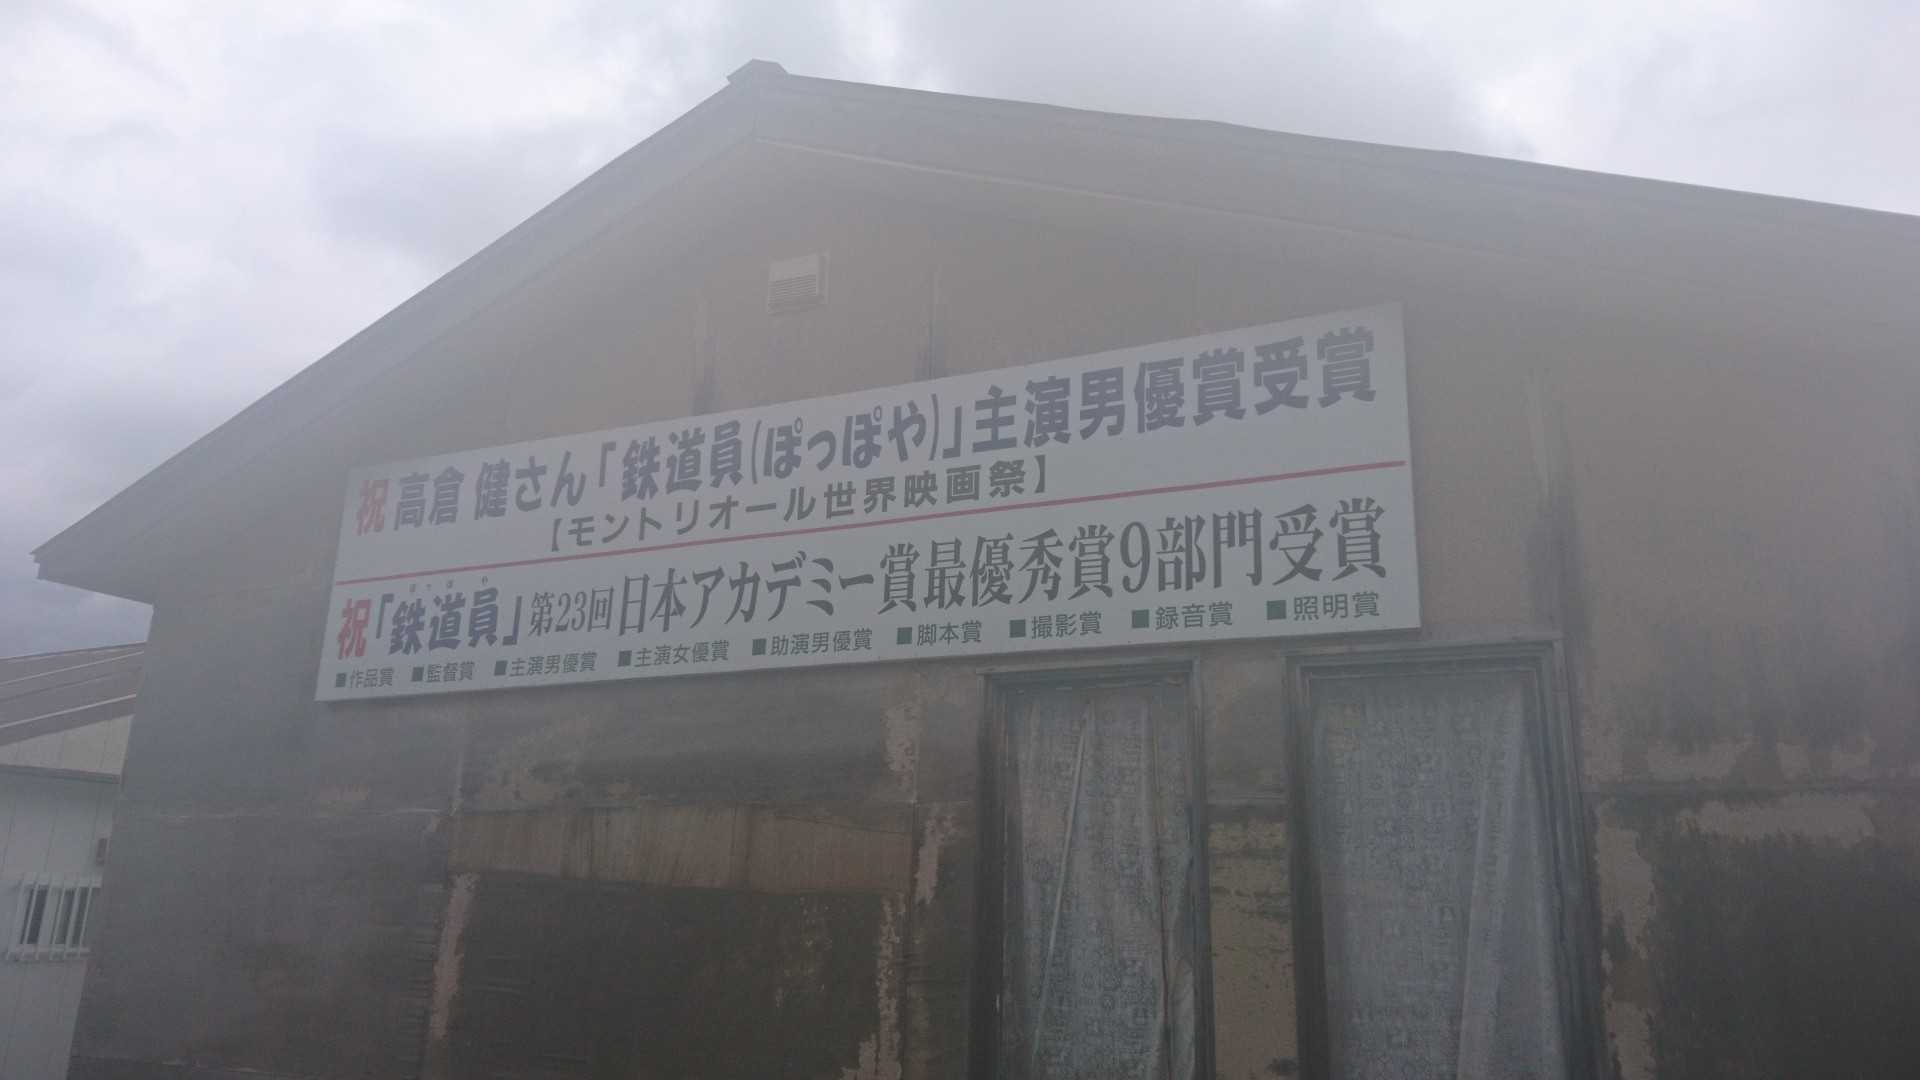 祝 高倉 健さん「鉄道員(ぽっぽや)」主演男優賞受賞
【モントリオール世界映画祭】
ぽっぽや
祝「鉄道員」第23回日本アカデミー賞最優秀賞9部門受賞
■作品賞 ■監督賞 ■主演男優賞 ■主演女優賞 ■助演男優賞 ■脚本賞 ■撮影賞 ■録音賞 ■照明賞